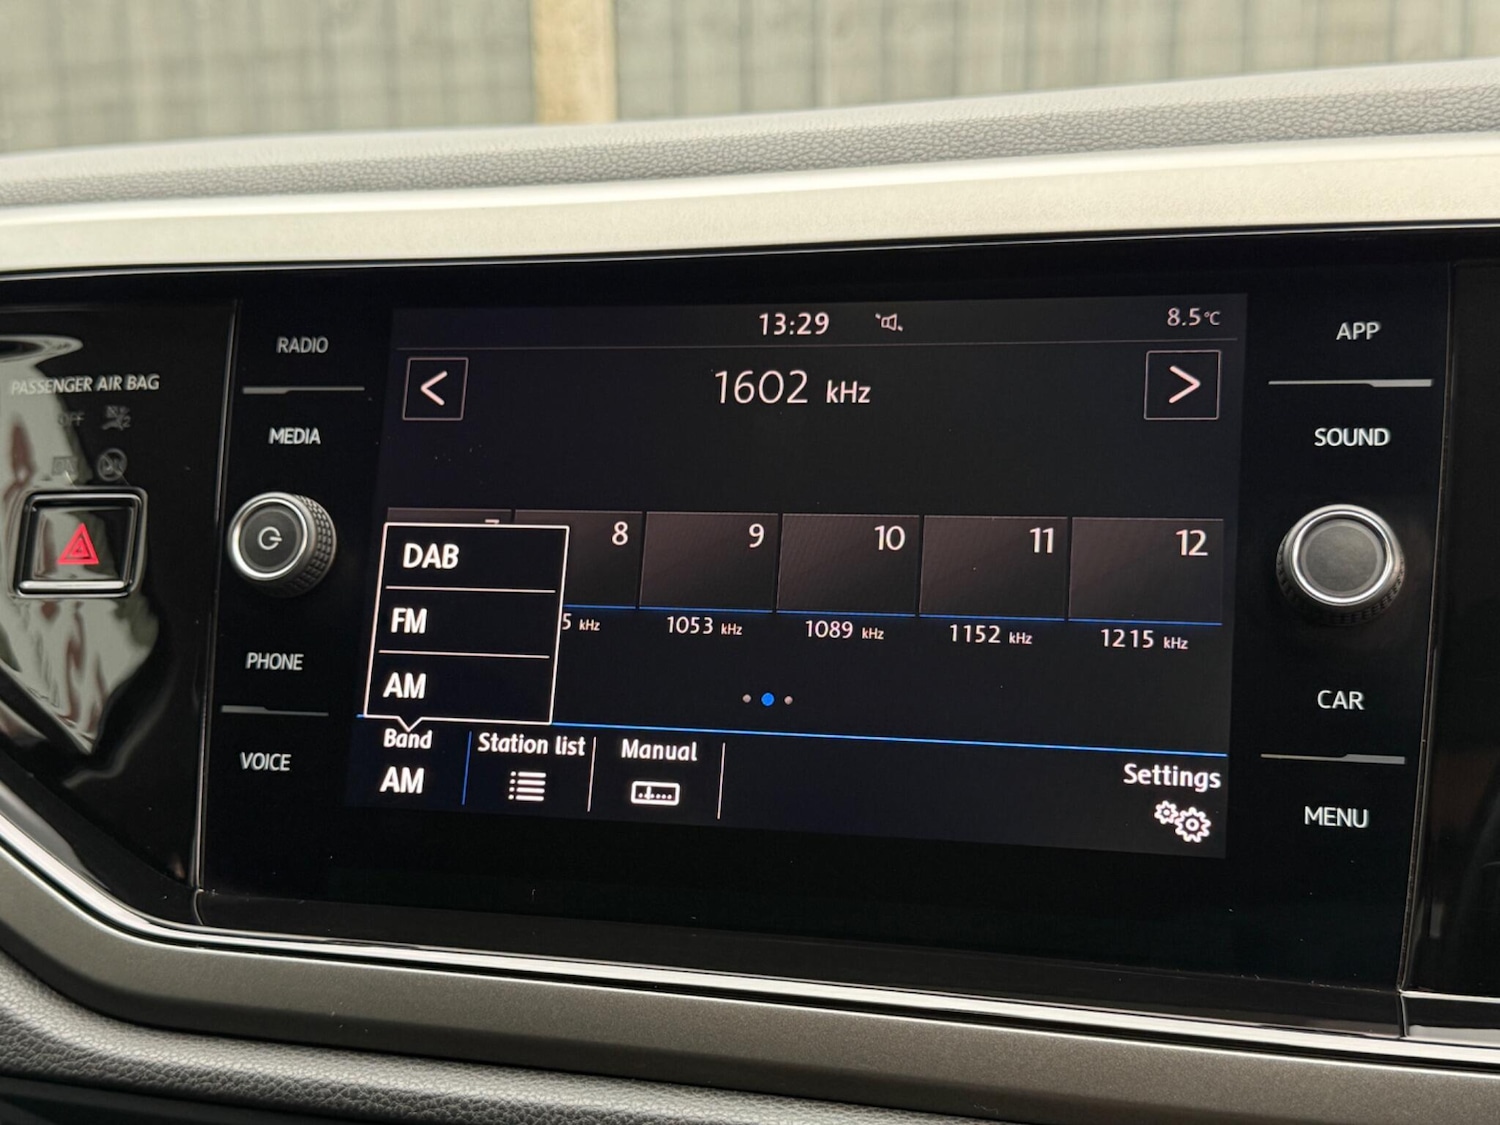 RADIO
MEDIA
PHONE
VOICE
PASSENGER AIR BAG
13:29
8.5°C
1602 kHz
8
9
10
11
12
5 kHz
1053 kHz
1089 kHz
1152 kHz
1215 kHz
DAB
FM
AM
Band
AM
Station list
Manual
Settings
APP
SOUND
CAR
MENU